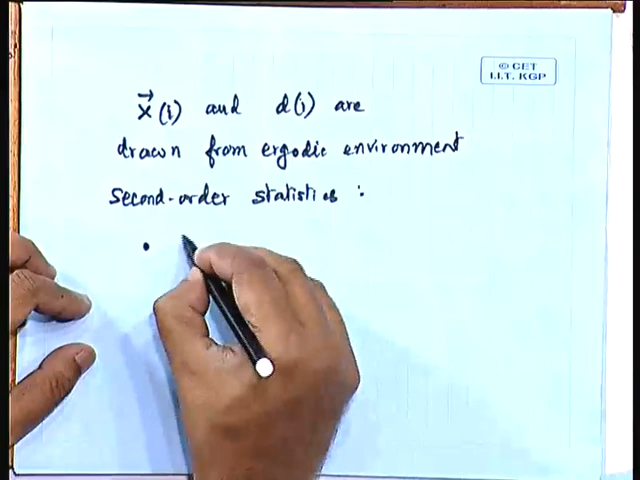 © CET
I.I.T. KGP
x⃗(i) and d(i) are
drawn from ergodic environment
Second-order statistics :
•